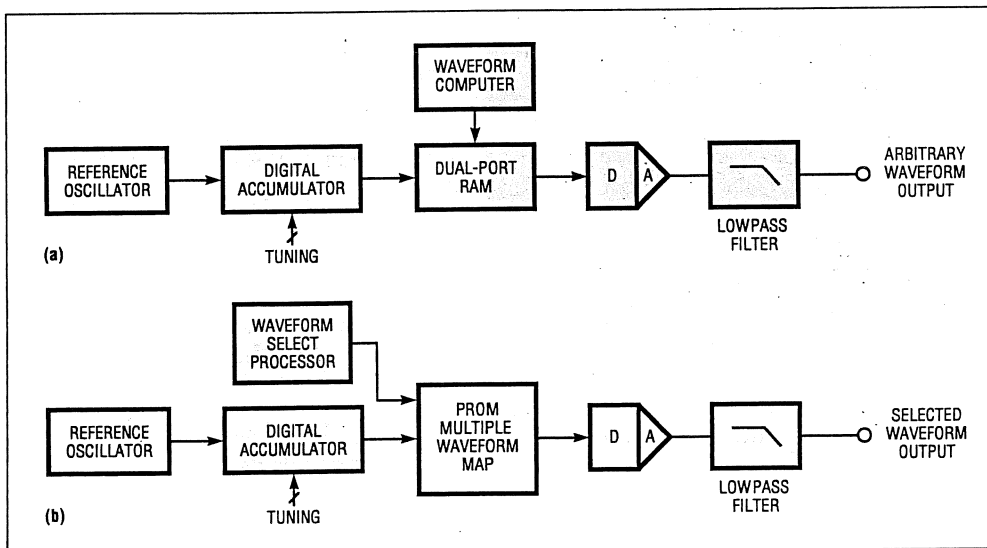 WAVEFORM
COMPUTER
REFERENCE
OSCILLATOR
DIGITAL
ACCUMULATOR
DUAL-PORT
RAM
D
A
ARBITRARY
WAVEFORM
OUTPUT
LOWPASS
FILTER
TUNING
(a)
WAVEFORM
SELECT
PROCESSOR
REFERENCE
OSCILLATOR
DIGITAL
ACCUMULATOR
PROM
MULTIPLE
WAVEFORM
MAP
D
A
SELECTED
WAVEFORM
OUTPUT
LOWPASS
FILTER
TUNING
(b)